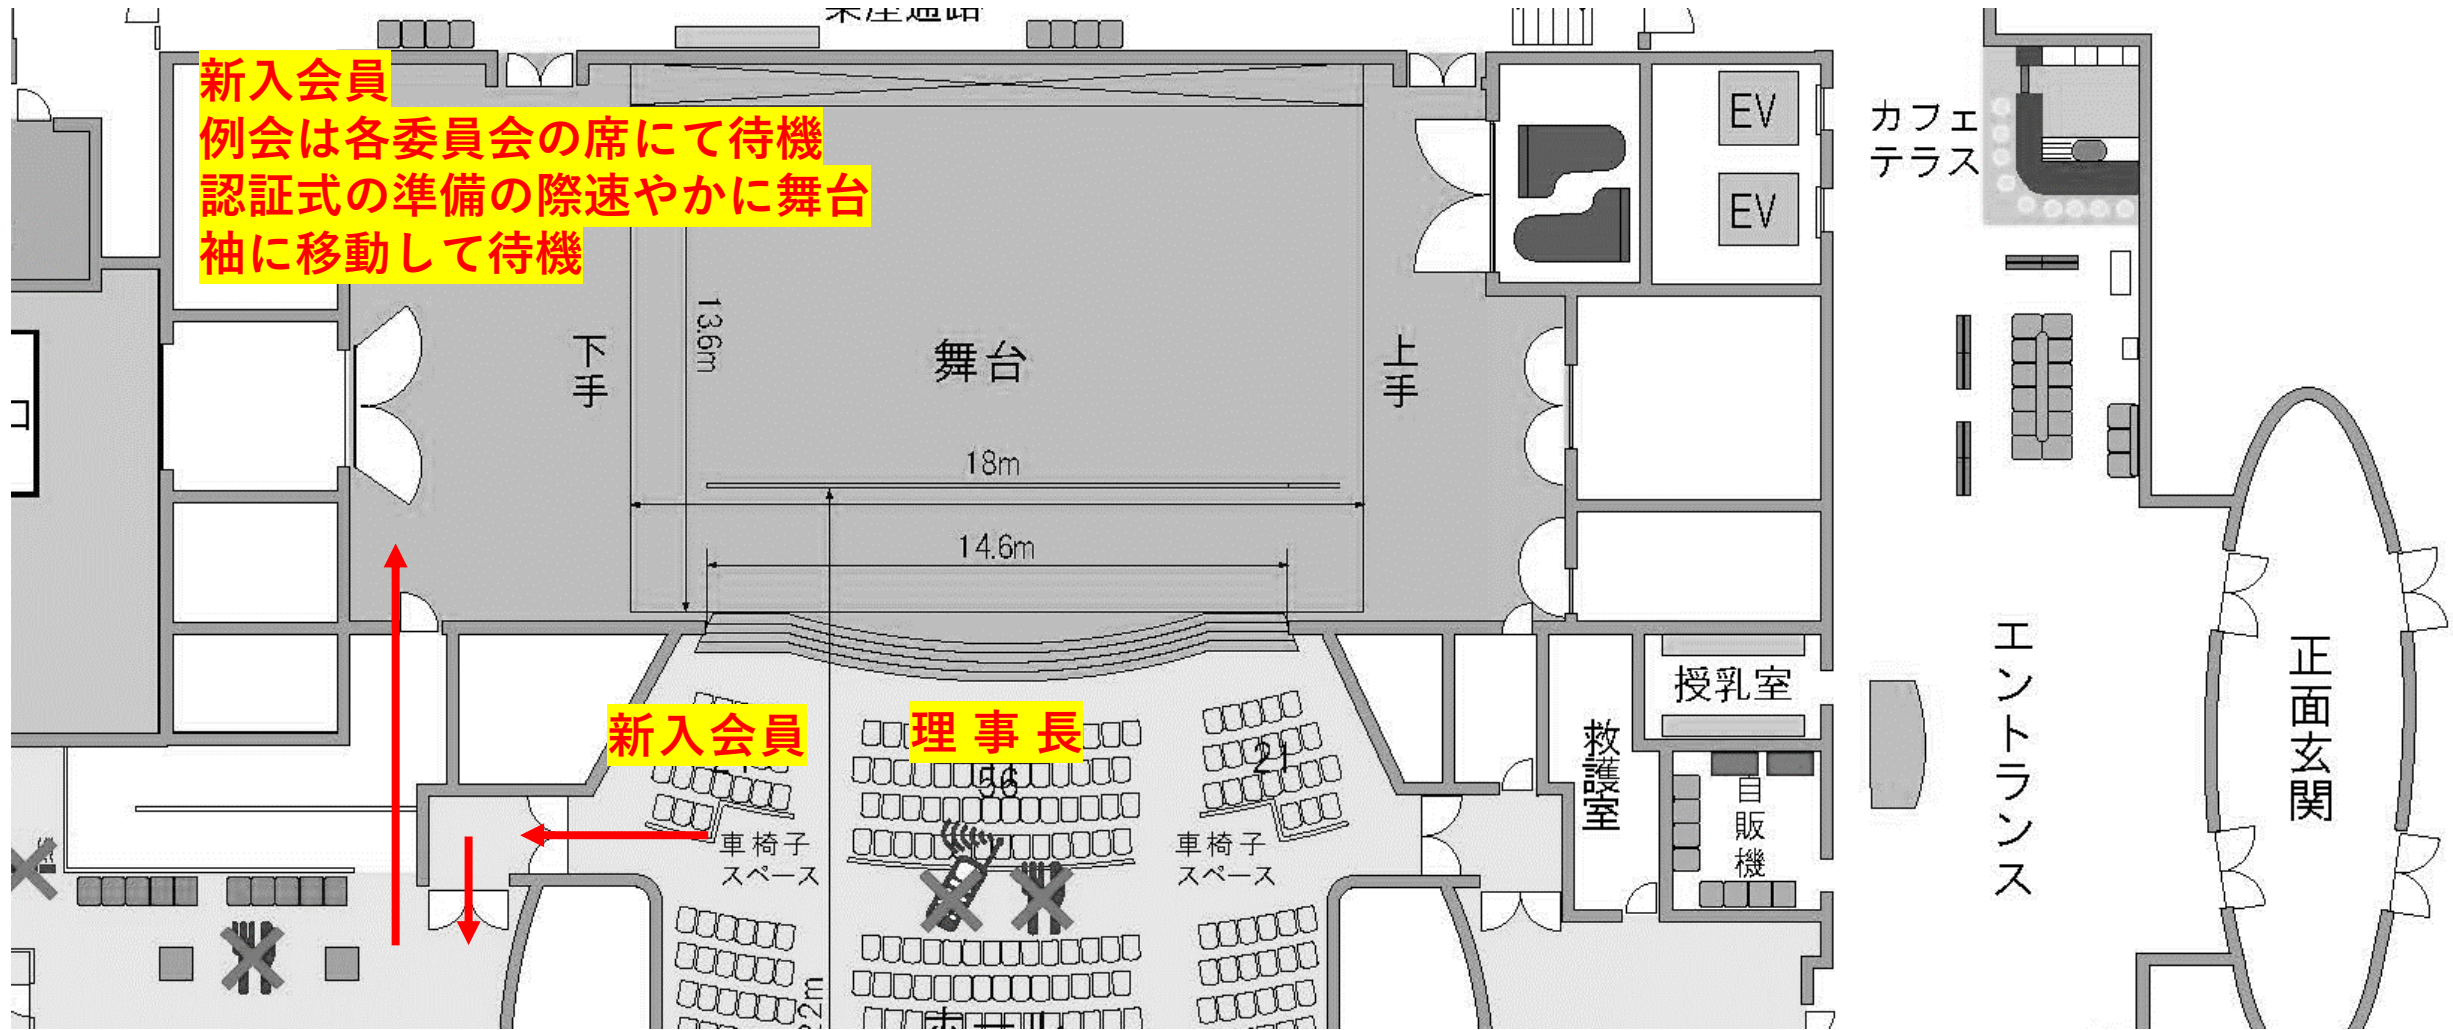 楽屋通路
新入会員
例会は各委員会の席にて待機
認証式の準備の際速やかに舞台
袖に移動して待機
EV
EV
カフェ
テラス
13.6m
下手
舞台
上手
18m
14.6m
新入会員
理事長
56
21
車椅子
スペース
車椅子
スペース
授乳室
救護室
自販機
エントランス
正面玄関